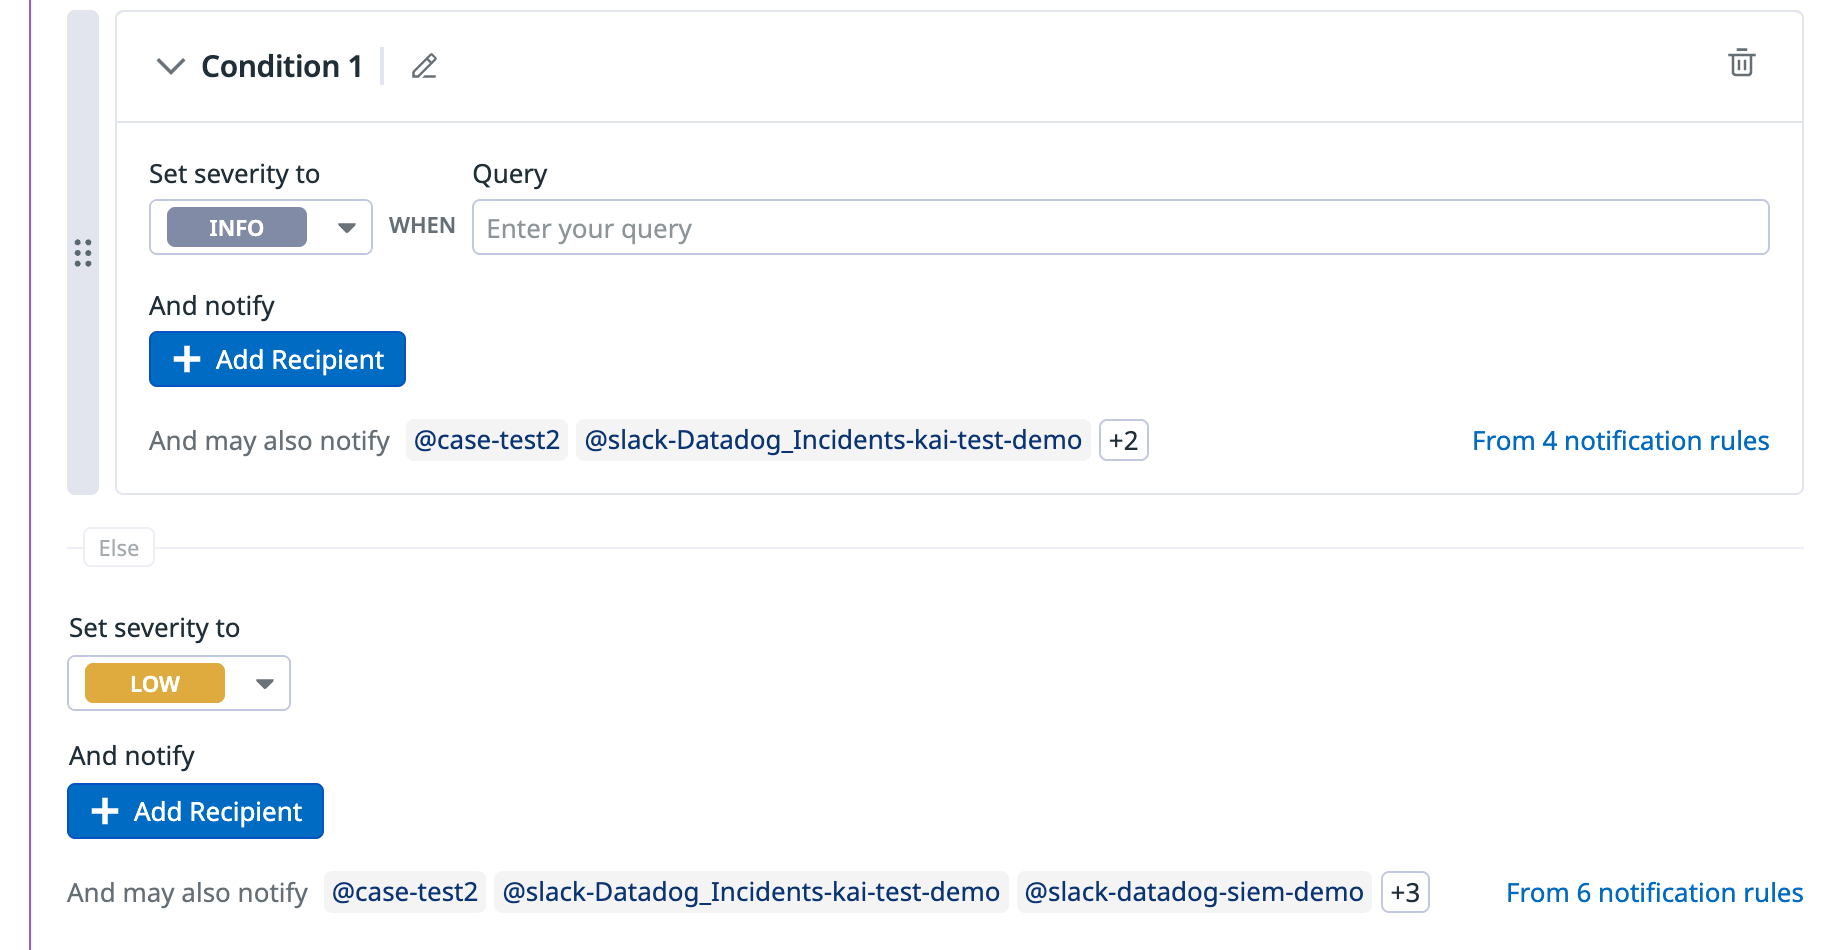 Condition 1
Set severity to
Query
INFO
WHEN
Enter your query
And notify
Add Recipient
And may also notify @case-test2 @slack-Datadog_Incidents-kai-test-demo +2 From 4 notification rules
Else
Set severity to
LOW
And notify
Add Recipient
And may also notify @case-test2 @slack-Datadog_Incidents-kai-test-demo @slack-datadog-siem-demo +3 From 6 notification rules